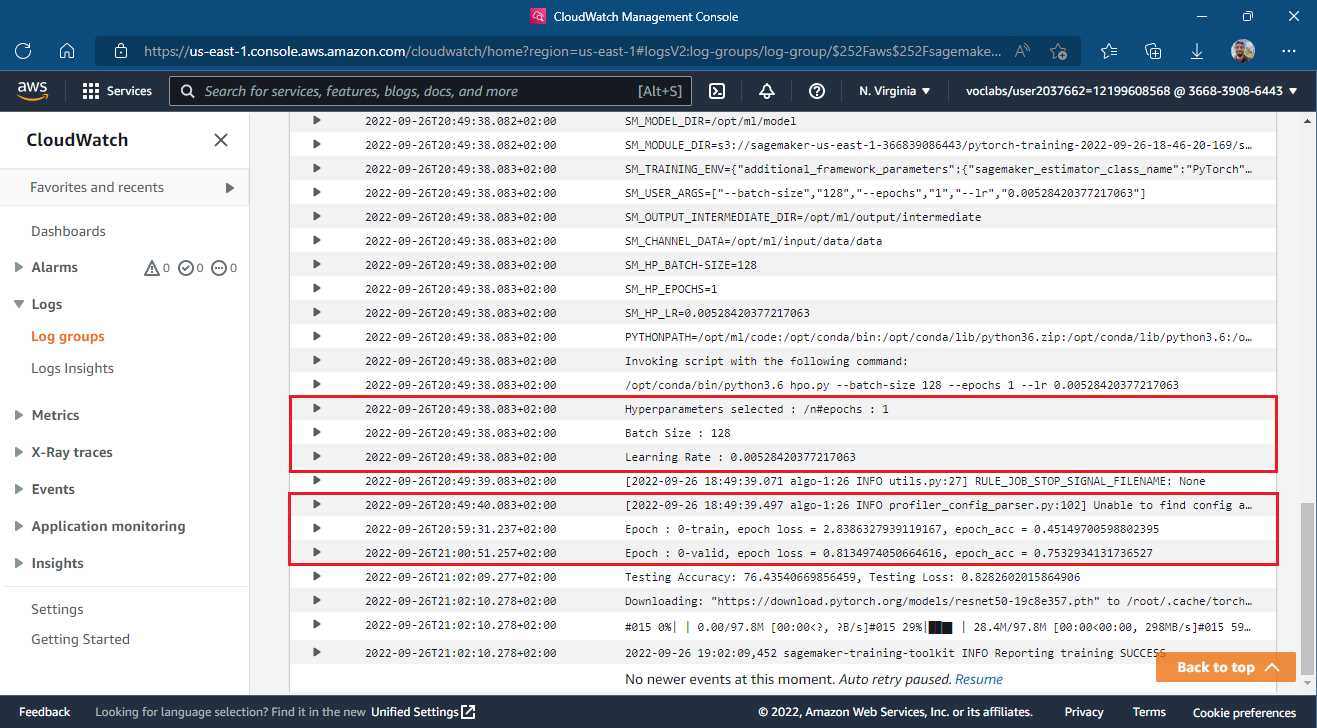 CloudWatch Management Console
https://us-east-1.console.aws.amazon.com/cloudwatch/home?region=us-east-1#logsV2:log-groups/log-group/$252Faws$252Fsagemake...
aws Services Search for services, features, blogs, docs, and more [Alt+S] N. Virginia voclabs/user2037662=12199608568 @ 3668-3908-6443
CloudWatch
Favorites and recents
Dashboards
Alarms 0 0 0
Logs
Log groups
Logs Insights
Metrics
X-Ray traces
Events
Application monitoring
Insights
Settings
Getting Started
2022-09-26T20:49:38.082+02:00 SM_MODEL_DIR=/opt/ml/model
2022-09-26T20:49:38.083+02:00 SM_MODULE_DIR=s3://sagemaker-us-east-1-366839086443/pytorch-training-2022-09-26-18-46-20-169/s...
2022-09-26T20:49:38.083+02:00 SM_TRAINING_ENV={"additional_framework_parameters":{"sagemaker_estimator_class_name":"PyTorch"...
2022-09-26T20:49:38.083+02:00 SM_USER_ARGS=["--batch-size","128","--epochs","1","--lr","0.00528420377217063"]
2022-09-26T20:49:38.083+02:00 SM_OUTPUT_INTERMEDIATE_DIR=/opt/ml/output/intermediate
2022-09-26T20:49:38.083+02:00 SM_CHANNEL_DATA=/opt/ml/input/data/data
2022-09-26T20:49:38.083+02:00 SM_HP_BATCH-SIZE=128
2022-09-26T20:49:38.083+02:00 SM_HP_EPOCHS=1
2022-09-26T20:49:38.083+02:00 SM_HP_LR=0.00528420377217063
2022-09-26T20:49:38.083+02:00 PYTHONPATH=/opt/ml/code:/opt/conda/bin:/opt/conda/lib/python36.zip:/opt/conda/lib/python3.6:/o...
2022-09-26T20:49:38.083+02:00 Invoking script with the following command:
2022-09-26T20:49:38.083+02:00 /opt/conda/bin/python3.6 hpo.py --batch-size 128 --epochs 1 --lr 0.00528420377217063
2022-09-26T20:49:38.083+02:00 Hyperparameters selected : /n#epochs : 1
2022-09-26T20:49:38.083+02:00 Batch Size : 128
2022-09-26T20:49:38.083+02:00 Learning Rate : 0.00528420377217063
2022-09-26T20:49:39.083+02:00 [2022-09-26 18:49:39.071 algo-1:26 INFO utils.py:27] RULE_JOB_STOP_SIGNAL_FILENAME: None
2022-09-26T20:49:40.083+02:00 [2022-09-26 18:49:39.497 algo-1:26 INFO profiler_config_parser.py:102] Unable to find config a...
2022-09-26T20:59:31.237+02:00 Epoch : 0-train, epoch loss = 2.8386327939119167, epoch_acc = 0.45149700598802395
2022-09-26T21:00:51.257+02:00 Epoch : 0-valid, epoch loss = 0.8134974050664616, epoch_acc = 0.7532934131736527
2022-09-26T21:02:09.277+02:00 Testing Accuracy: 76.43540669856459, Testing Loss: 0.8282602015864906
2022-09-26T21:02:10.278+02:00 Downloading: "https://download.pytorch.org/models/resnet50-19c8e357.pth" to /root/.cache/torch...
2022-09-26T21:02:10.278+02:00 #015 0%| | 0.00/97.8M [00:00<?, ?B/s]#015 29%|███ | 28.4M/97.8M [00:00<00:00, 298MB/s]#015 59...
2022-09-26T21:02:10.278+02:00 2022-09-26 19:02:09,452 sagemaker-training-toolkit INFO Reporting training SUCCESS
No newer events at this moment. Auto retry paused. Resume
Back to top
Feedback Looking for language selection? Find it in the new Unified Settings © 2022, Amazon Web Services, Inc. or its affiliates. Privacy Terms Cookie preferences